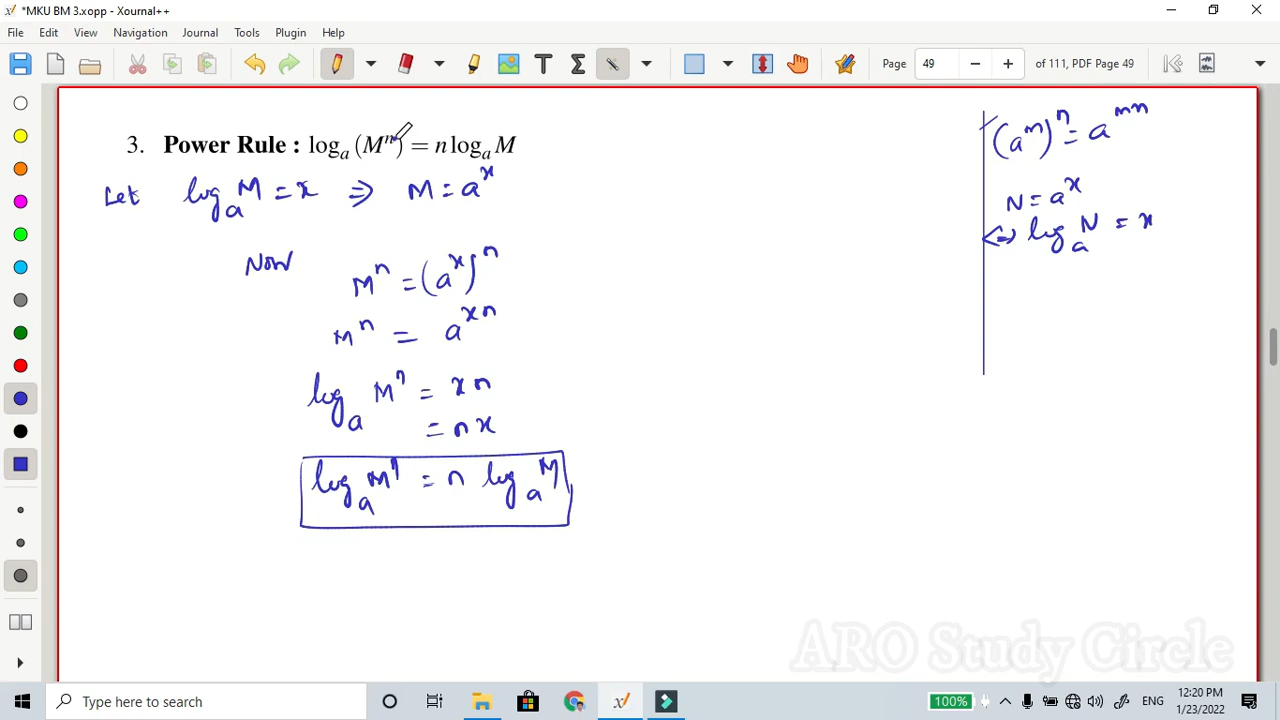 *MKU BM 3.xopp - Xournal++
File Edit View Navigation Journal Tools Plugin Help
Page 49 of 111, PDF Page 49
3. Power Rule : logₐ (Mⁿ) = n logₐ M
Let logₐ M = x ⇒ M = aˣ
Now
Mⁿ = (aˣ)ⁿ
Mⁿ = aˣⁿ
logₐ Mⁿ = xn
= nx
logₐ Mⁿ = n logₐ M
(aᵐ)ⁿ = aᵐⁿ
N = aˣ
⇔ logₐ N = x
ARO Study Circle
Type here to search
100%
ENG
12:20 PM
1/23/2022